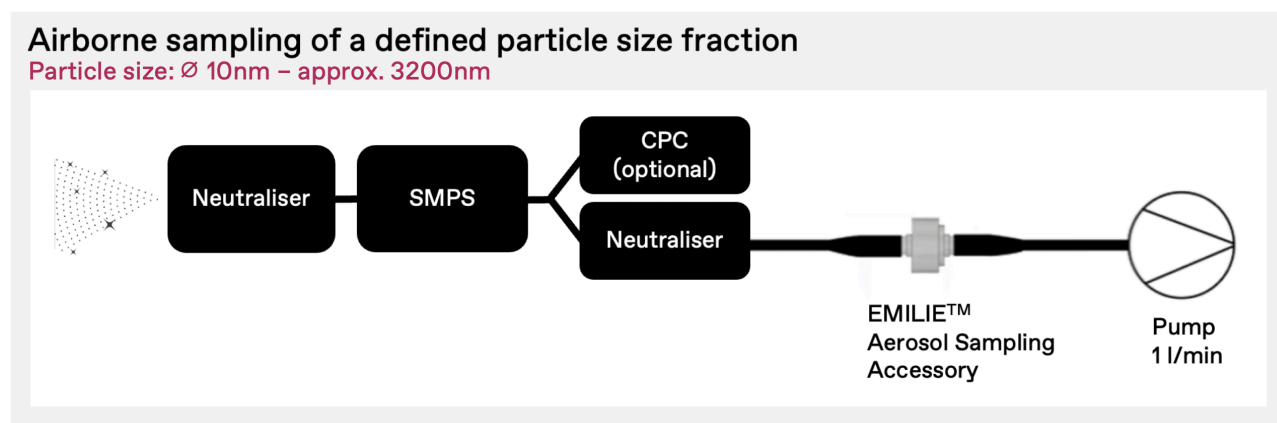 Airborne sampling of a defined particle size fraction
Particle size: ∅ 10nm – approx. 3200nm
Neutraliser
SMPS
CPC
(optional)
Neutraliser
EMILIE™
Aerosol Sampling
Accessory
Pump
1 l/min